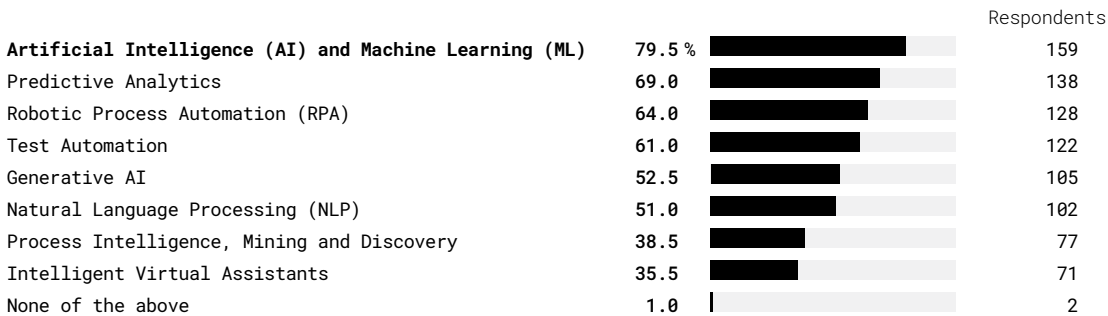 Respondents
Artificial Intelligence (AI) and Machine Learning (ML) 79.5 % 159
Predictive Analytics 69.0 138
Robotic Process Automation (RPA) 64.0 128
Test Automation 61.0 122
Generative AI 52.5 105
Natural Language Processing (NLP) 51.0 102
Process Intelligence, Mining and Discovery 38.5 77
Intelligent Virtual Assistants 35.5 71
None of the above 1.0 2